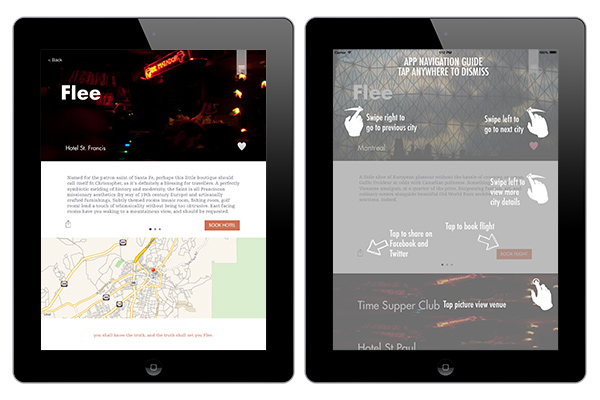 < Back
MATADOR
Flee
Hotel St. Francis
Named for the patron saint of Santa Fe, perhaps this little boutique should
call itself St Christopher, as it's definitely a blessing for travellers. A perfectly
symbolic melding of history and modernity, the Saint is all Franciscan
missionary aesthetics by way of 19th century Europe and artisanally
crafted furnishings. Subtly themed rooms (music room, fishing room, golf
room) lend a touch of whimsicality without being too obtrusive. East facing
rooms have you waking to a mountainous view, and should be requested.
BOOK HOTEL
you shall know the truth, and the truth shall set you Flee
APP NAVIGATION GUIDE
TAP ANYWHERE TO DISMISS
Flee
Swipe right to
go to previous city
Swipe left to
go to next city
Montreal
Swipe left to
view more
city details
Tap to share on
Facebook and
Twitter
Tap to book flight
BOOK FLIGHT
Time Supper Club
Tap picture view venue
Hotel St Paul